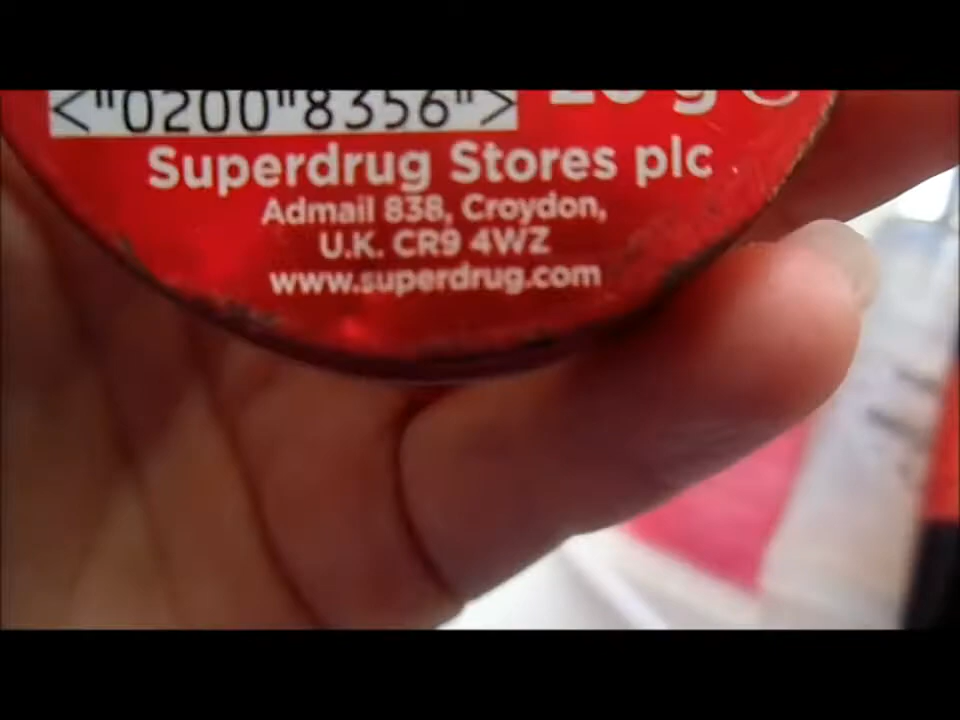 <"0200"8356">
Superdrug Stores plc
Admail 838, Croydon,
U.K. CR9 4WZ
www.superdrug.com